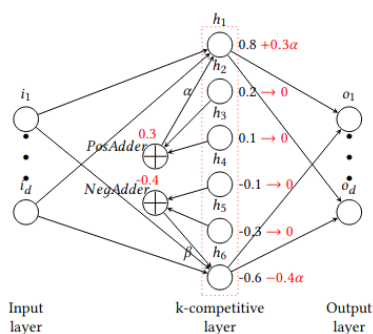 h1
0.8 +0.3α
h2
i1
α
0.2 → 0
o1
h3
0.3
PosAdder
0.1 → 0
h4
id
-0.4
NegAdder
-0.1 → 0
od
h5
-0.3 → 0
β
h6
-0.6 −0.4α
Input
layer
k-competitive
layer
Output
layer